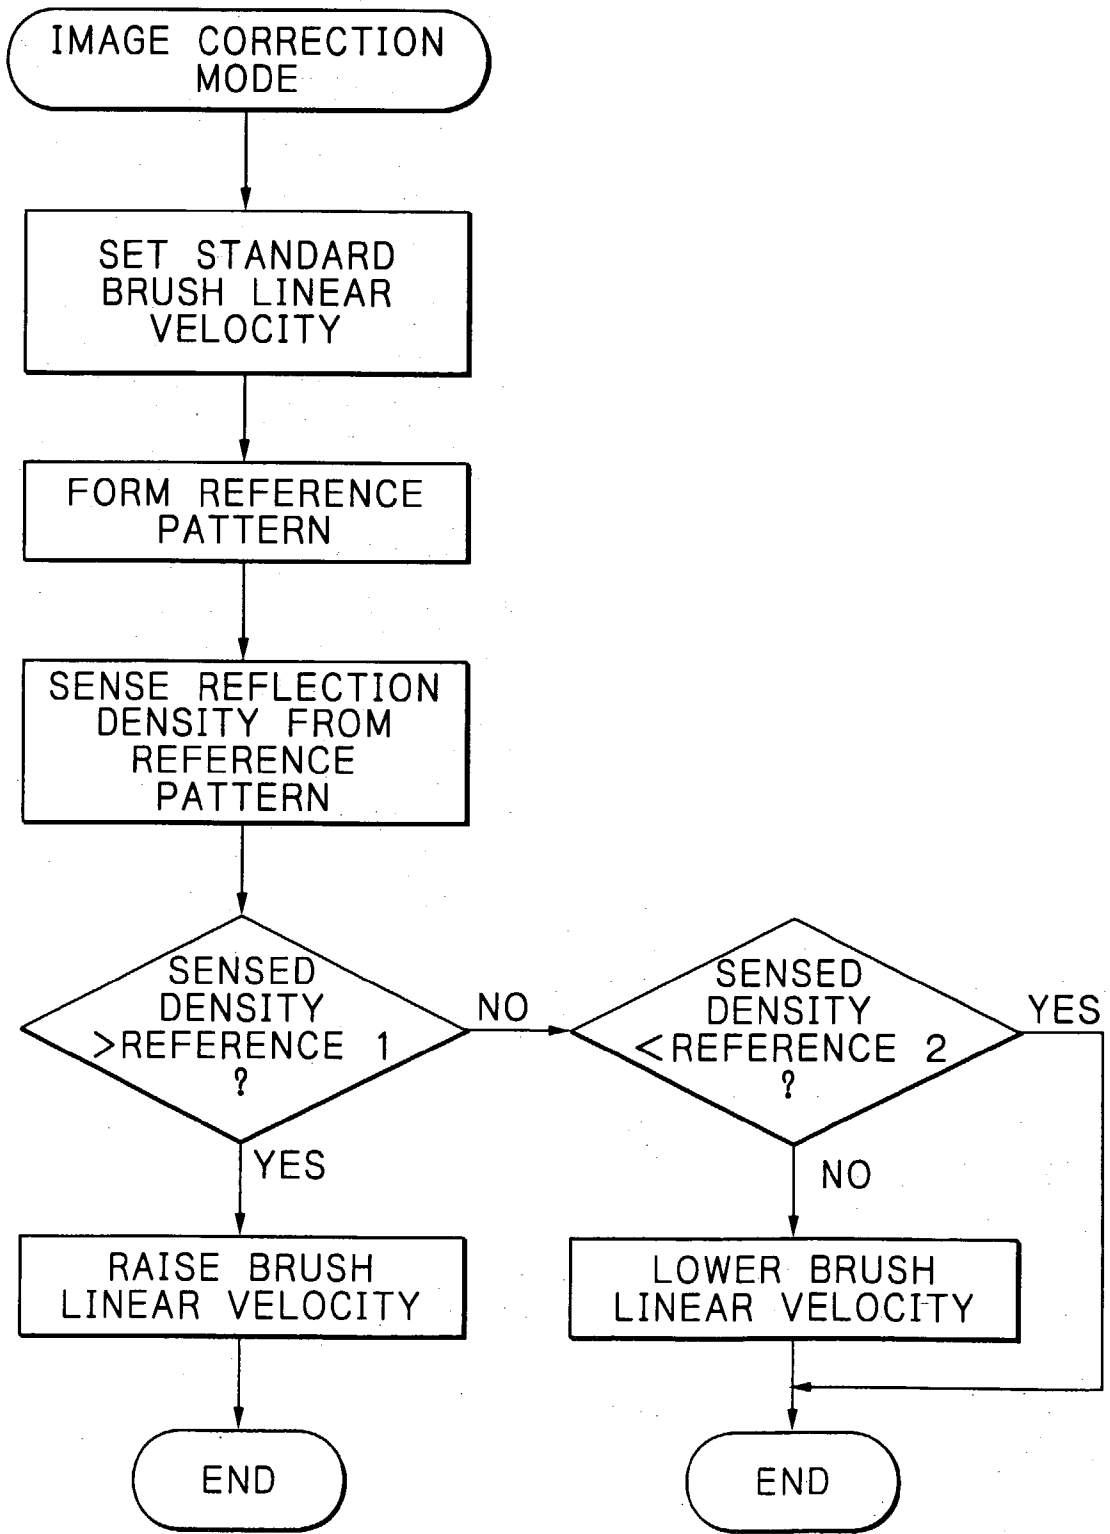 IMAGE CORRECTION
MODE
SET STANDARD
BRUSH LINEAR
VELOCITY
FORM REFERENCE
PATTERN
SENSE REFLECTION
DENSITY FROM
REFERENCE
PATTERN
SENSED
DENSITY
>REFERENCE 1
?
NO
YES
SENSED
DENSITY
<REFERENCE 2
?
YES
NO
RAISE BRUSH
LINEAR VELOCITY
LOWER BRUSH
LINEAR VELOCITY
END
END